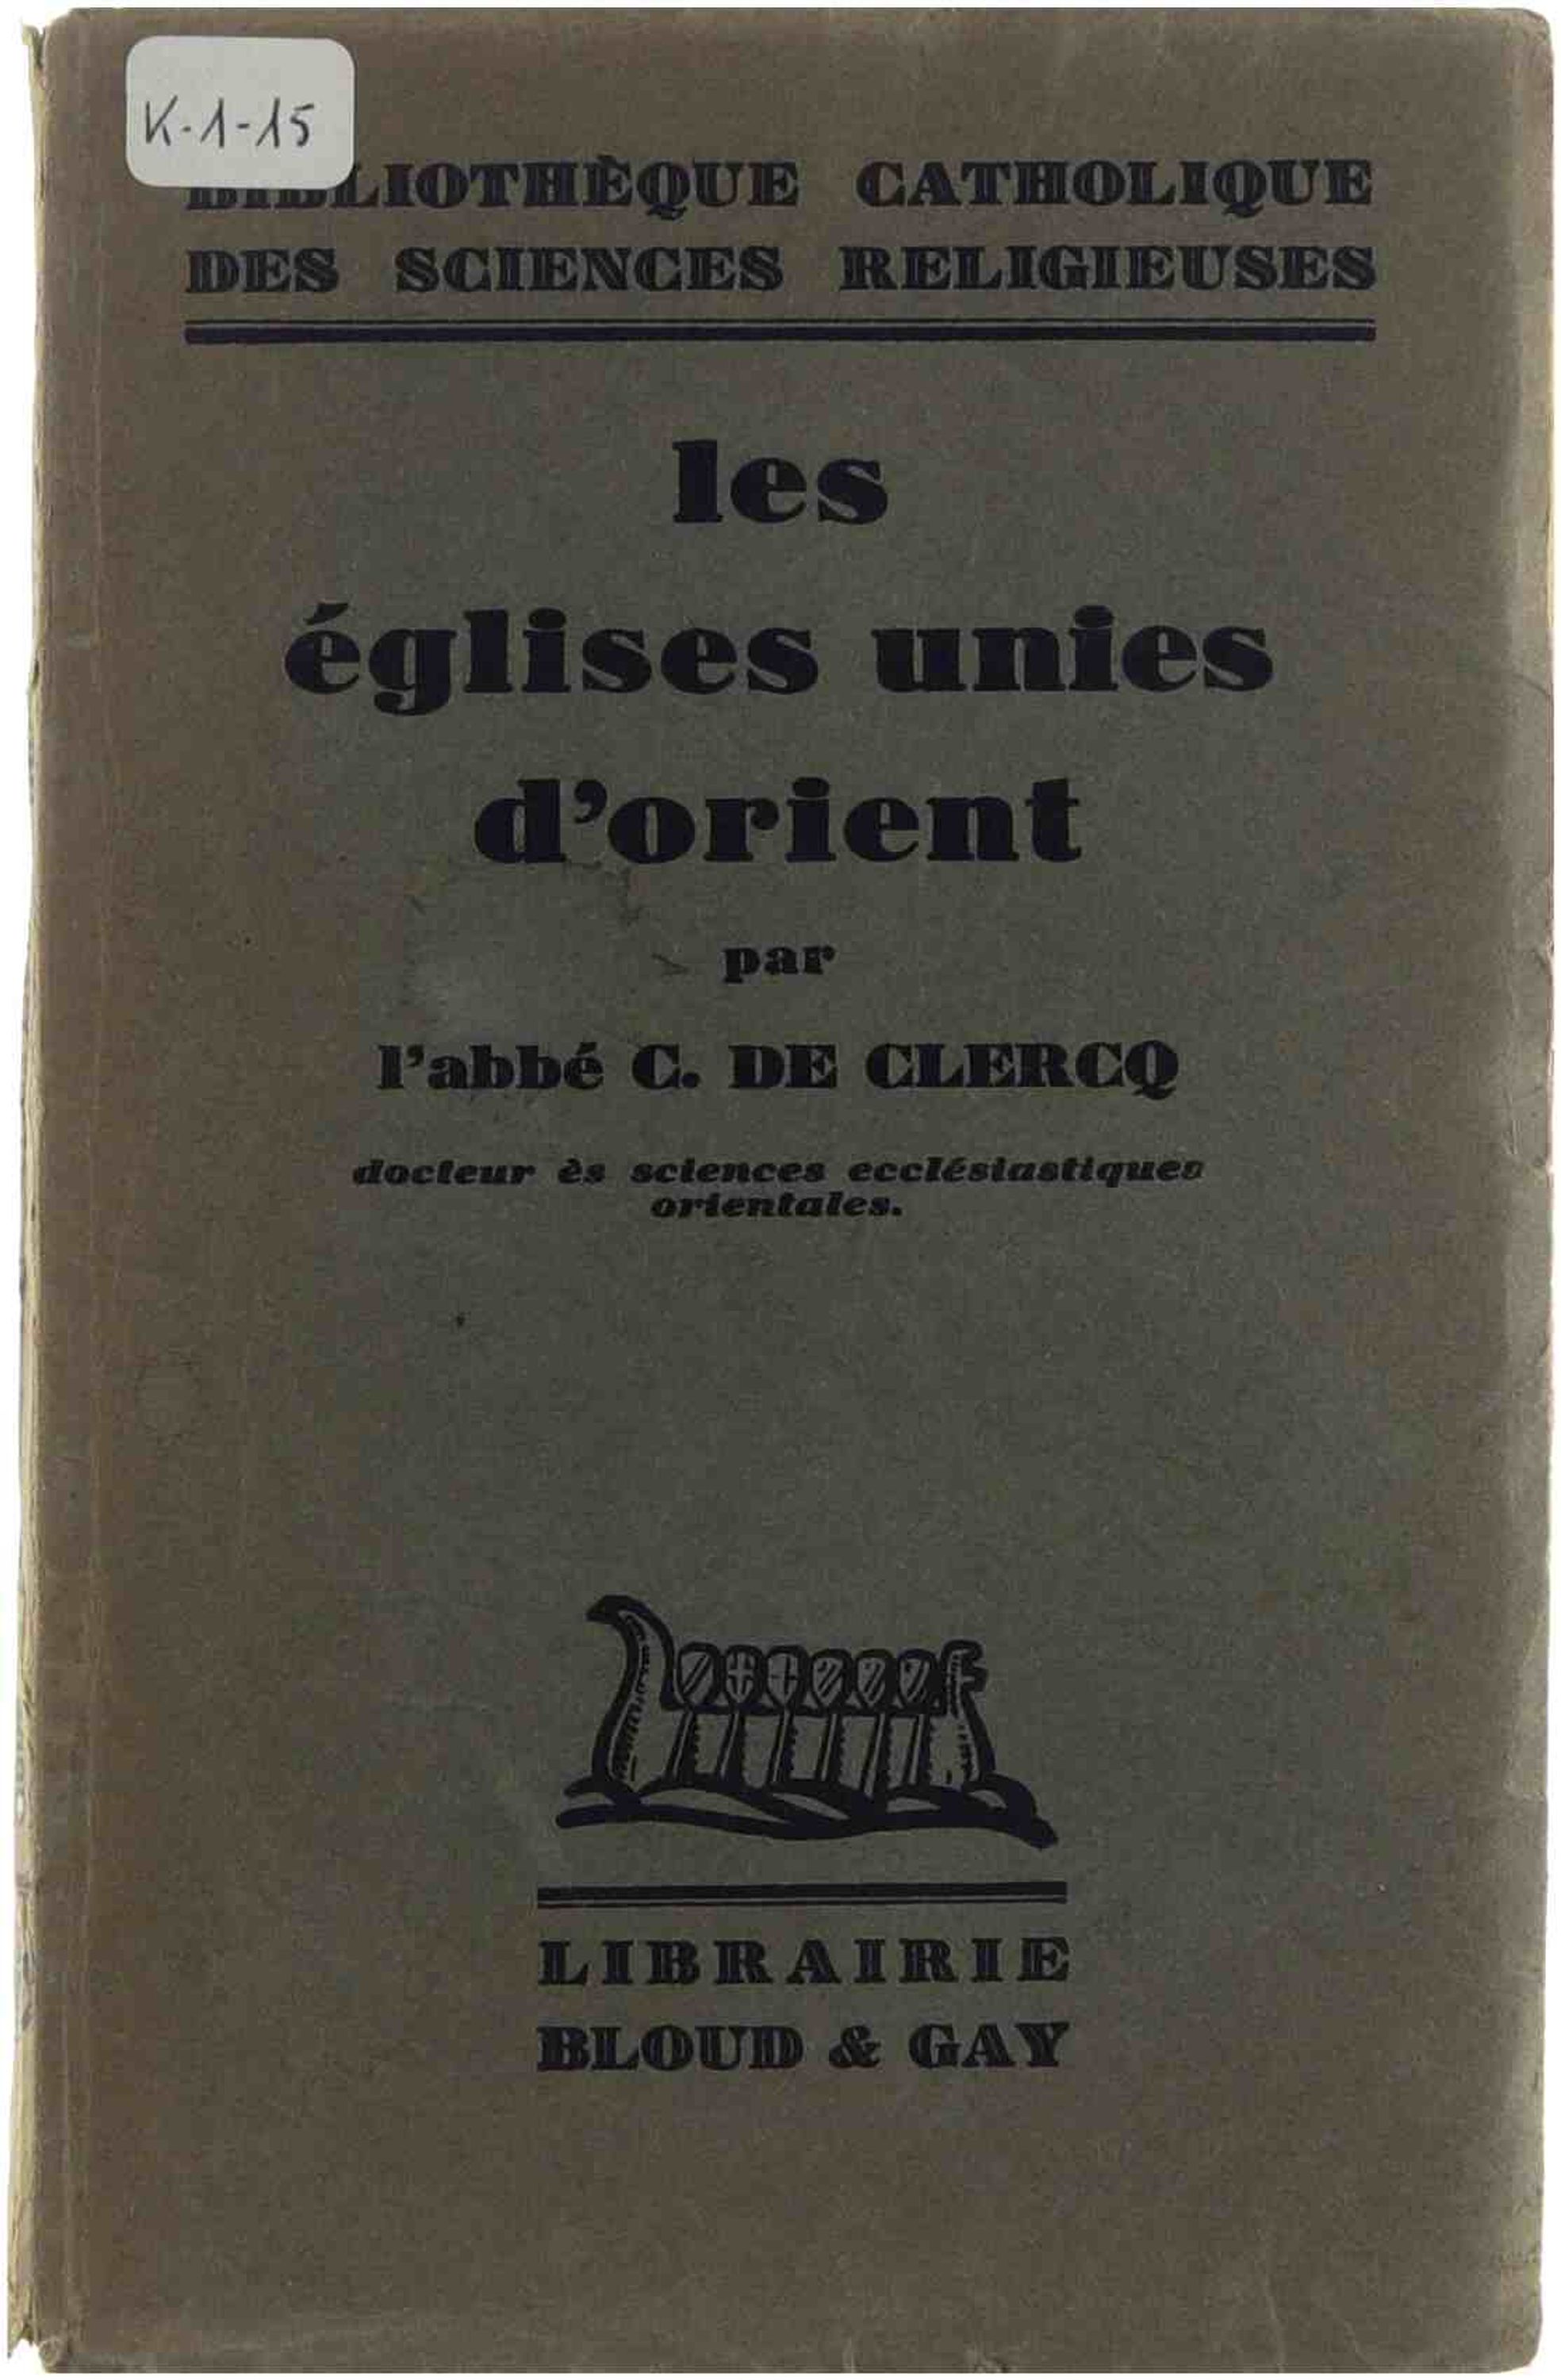 K-1-15
BIBLIOTHÈQUE CATHOLIQUE
DES SCIENCES RELIGIEUSES
les
églises unies
d'orient
par
l'abbé C. DE CLERCQ
docteur ès sciences ecclésiastiques
orientales.
LIBRAIRIE
BLOUD & GAY